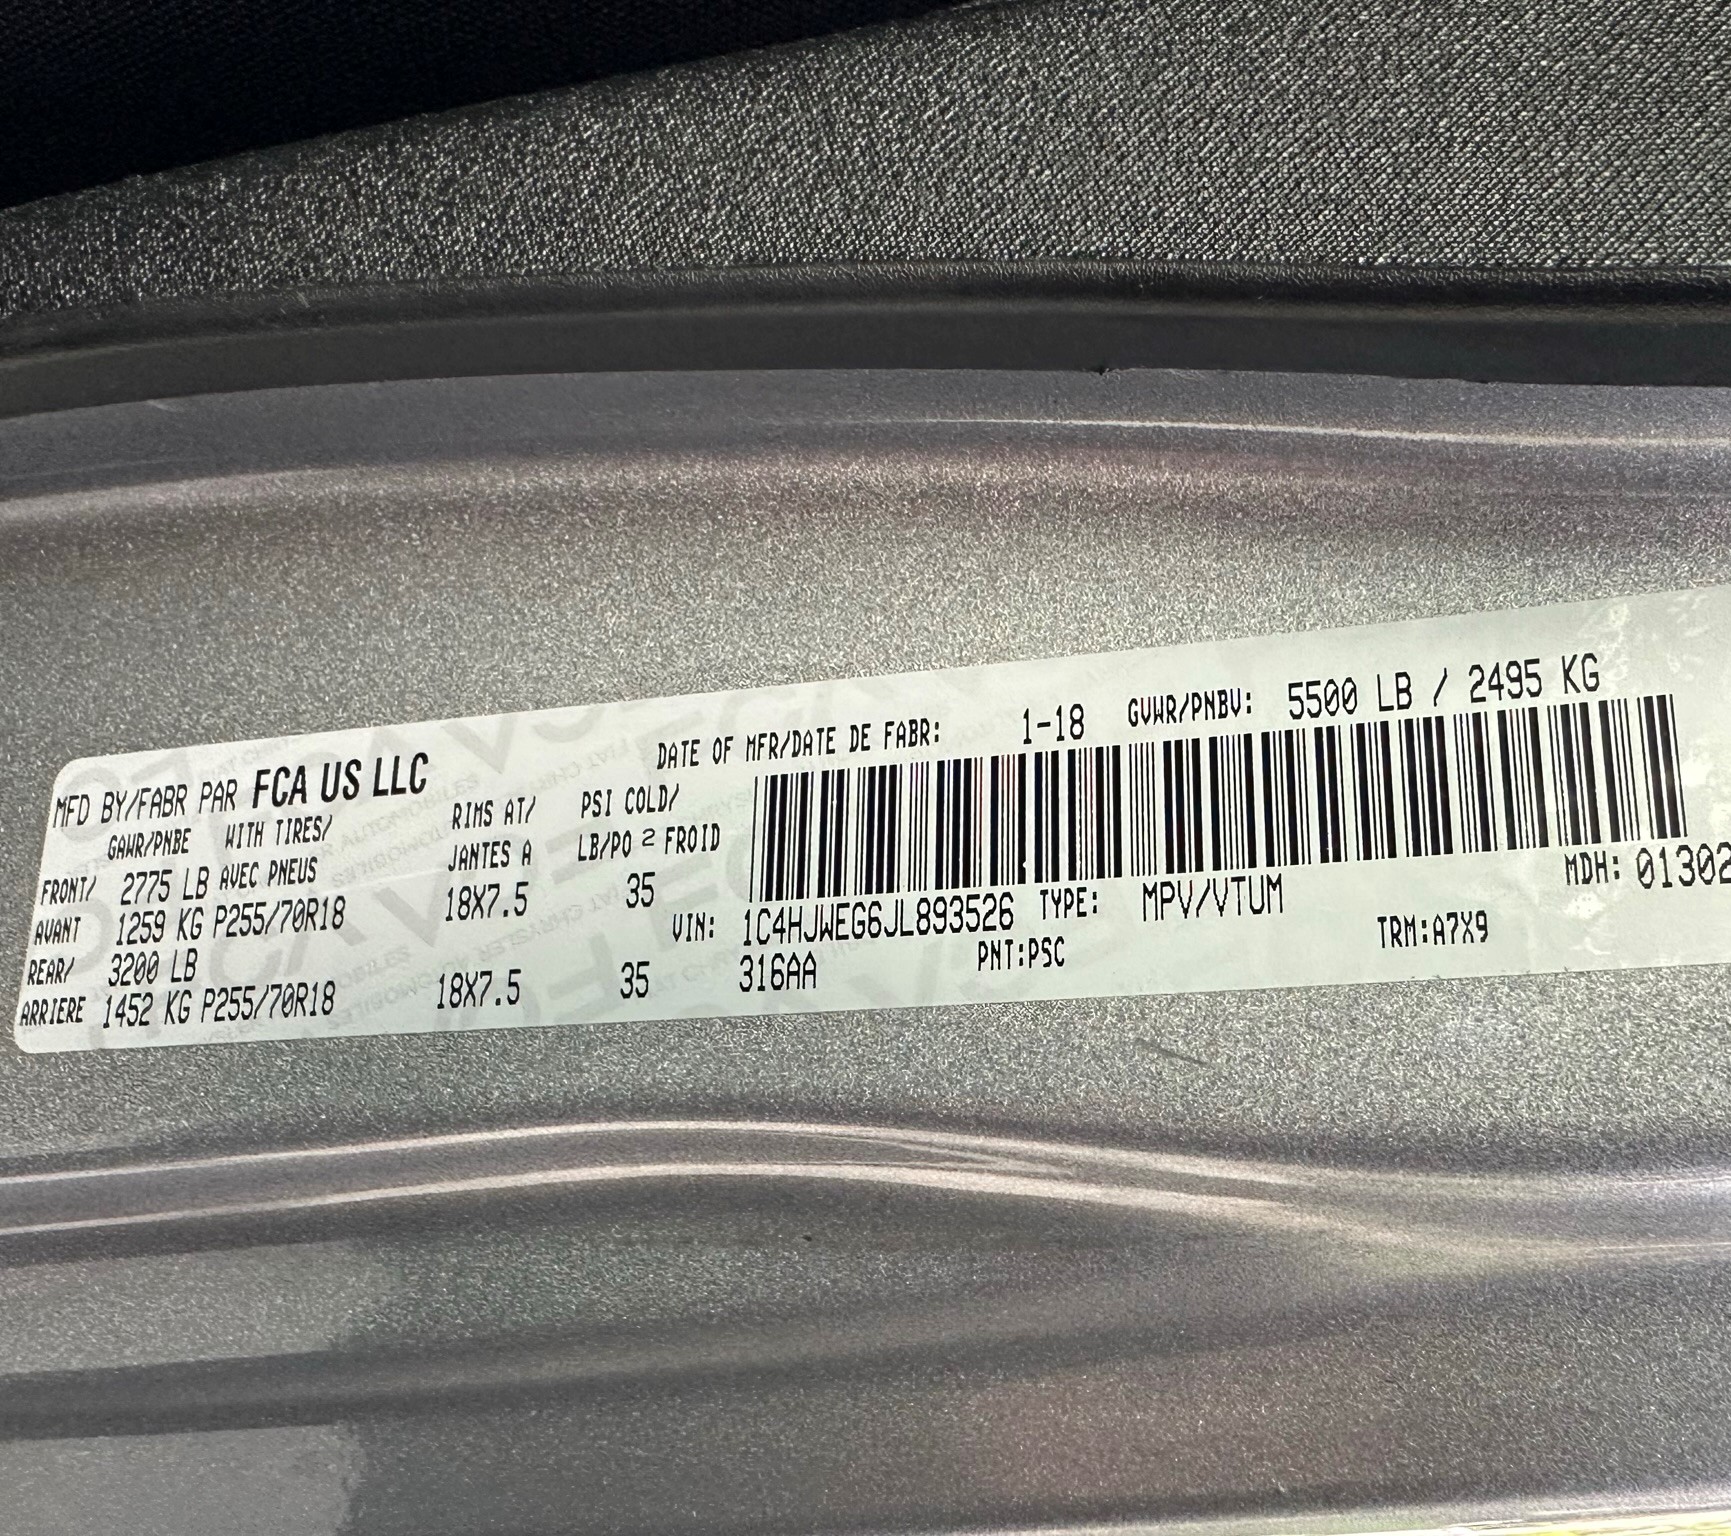 MFD BY/FABR PAR FCA US LLC
DATE OF MFR/DATE DE FABR: 1-18 GVWR/PNBV: 5500 LB / 2495 KG
GAWR/PNBE WITH TIRES/ RIMS AT/ PSI COLD/
AVEC PNEUS JANTES A LB/PO 2 FROID
FRONT/ 2775 LB
AVANT 1259 KG P255/70R18 18X7.5 35
REAR/ 3200 LB
ARRIERE 1452 KG P255/70R18 18X7.5 35
VIN: 1C4HJWEG6JL893526 TYPE: MPV/VTUM MDH: 01302
316AA PNT:PSC TRM:A7X9